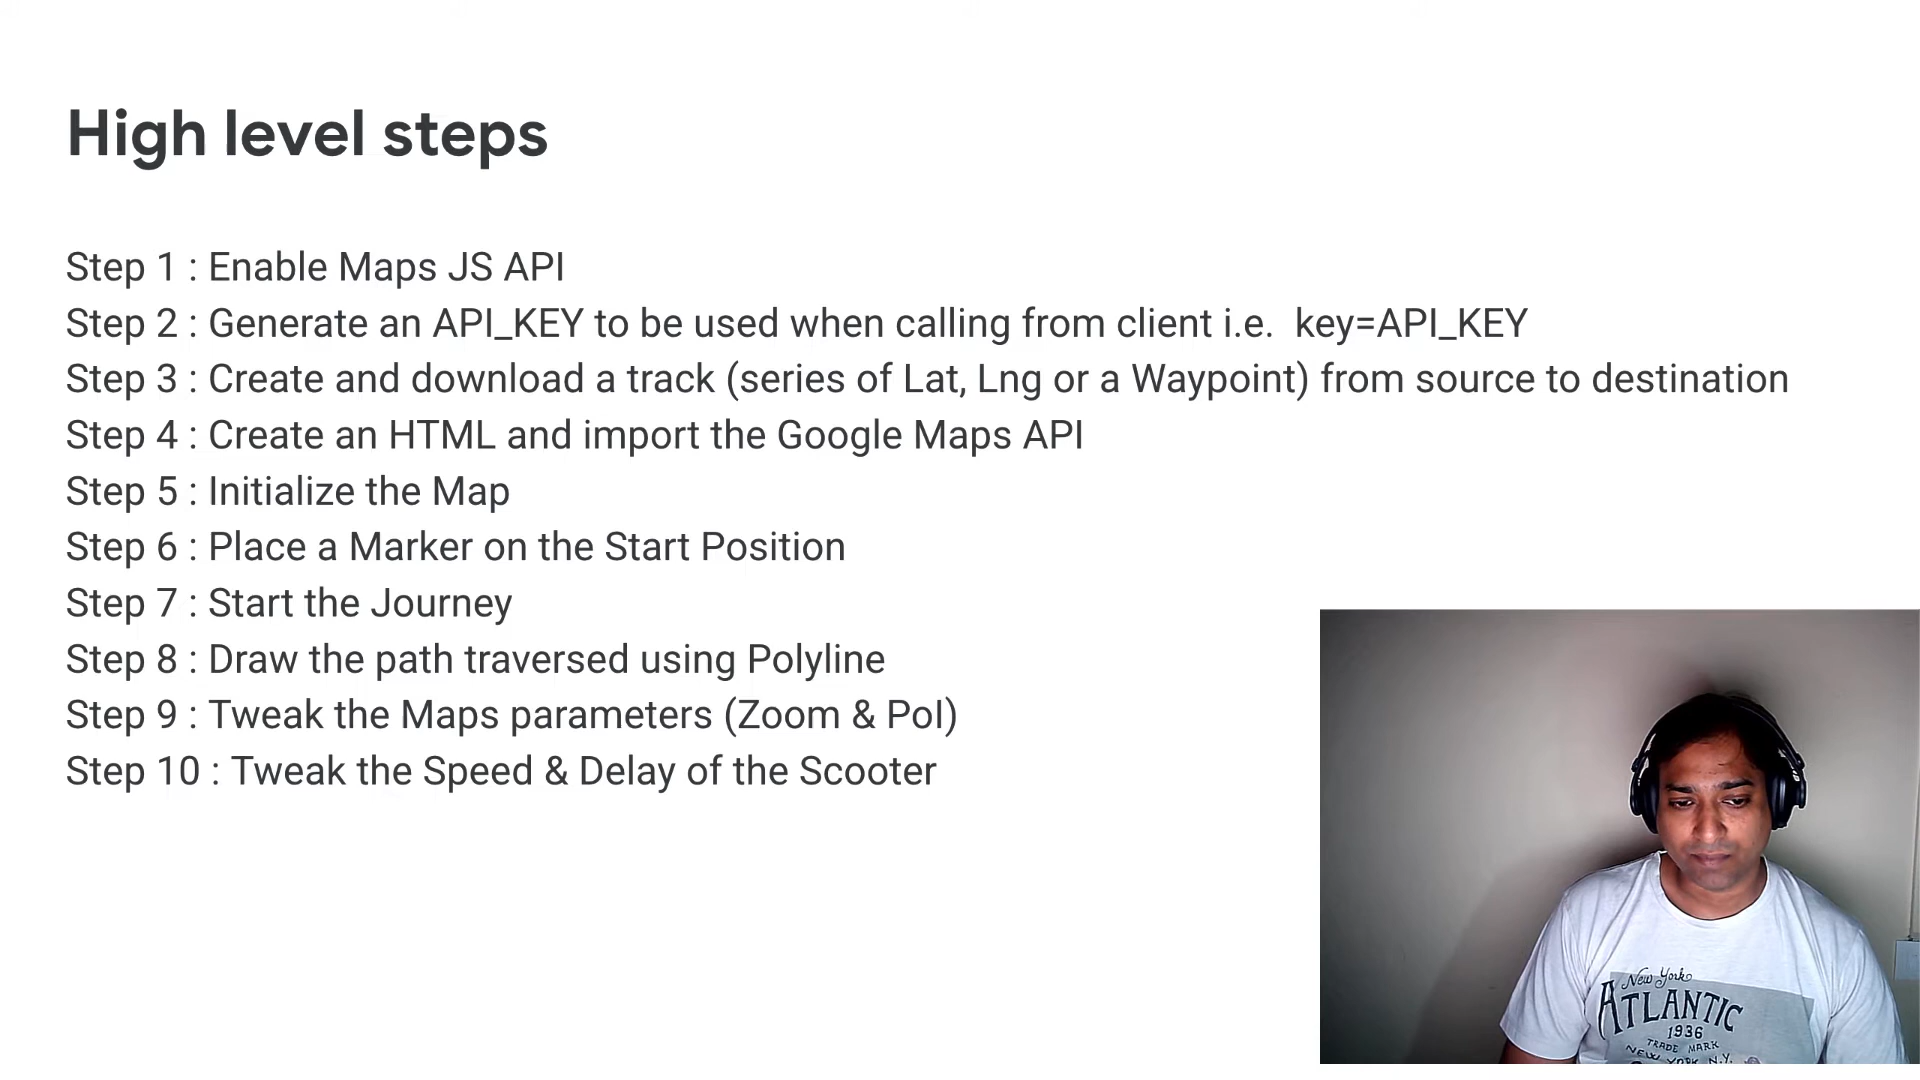 High level steps
Step 1 : Enable Maps JS API
Step 2 : Generate an API_KEY to be used when calling from client i.e.  key=API_KEY
Step 3 : Create and download a track (series of Lat, Lng or a Waypoint) from source to destination
Step 4 : Create an HTML and import the Google Maps API
Step 5 : Initialize the Map
Step 6 : Place a Marker on the Start Position
Step 7 : Start the Journey
Step 8 : Draw the path traversed using Polyline
Step 9 : Tweak the Maps parameters (Zoom & PoI)
Step 10 : Tweak the Speed & Delay of the Scooter
New York
ATLANTIC
1936
TRADE MARK
NEW YORK N.Y.